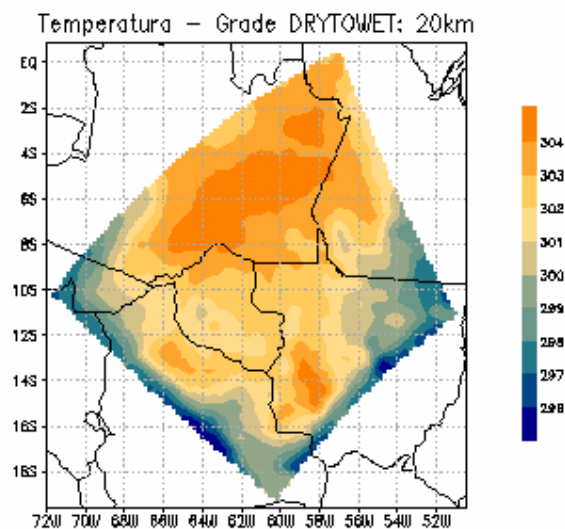 Temperatura – Grade DRYTOWET: 20km
EQ
2S
4S
6S
8S
10S
12S
14S
16S
18S
72W 70W 68W 66W 64W 62W 60W 58W 56W 54W 52W
304
303
302
301
300
299
298
297
296